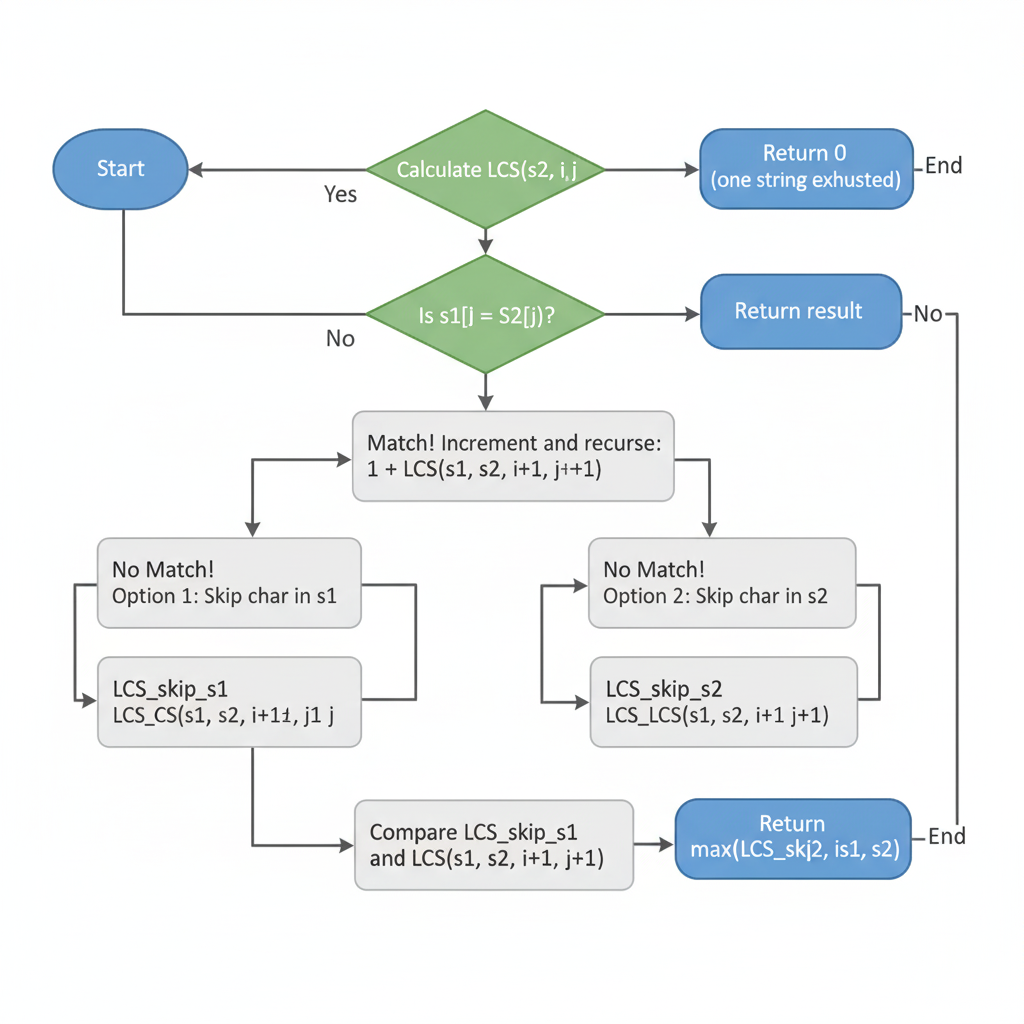 Start
Calculate LCS(s2, i,j
Return 0
(one string exhusted)
End
Yes
Is s1[j = S2[j)?
Return result
No
No
Match! Increment and recurse:
1 + LCS(s1, s2, i+1, j++1)
No Match!
Option 1: Skip char in s1
No Match!
Option 2: Skip char in s2
LCS_skip_s1
LCS_CS(s1, s2, i+11, j1 j
LCS_skip_s2
LCS_LCS(s1, s2, i+1 j+1)
Compare LCS_skip_s1
and LCS(s1, s2, i+1, j+1)
Return
max(LCS_skj2, is1, s2)
End